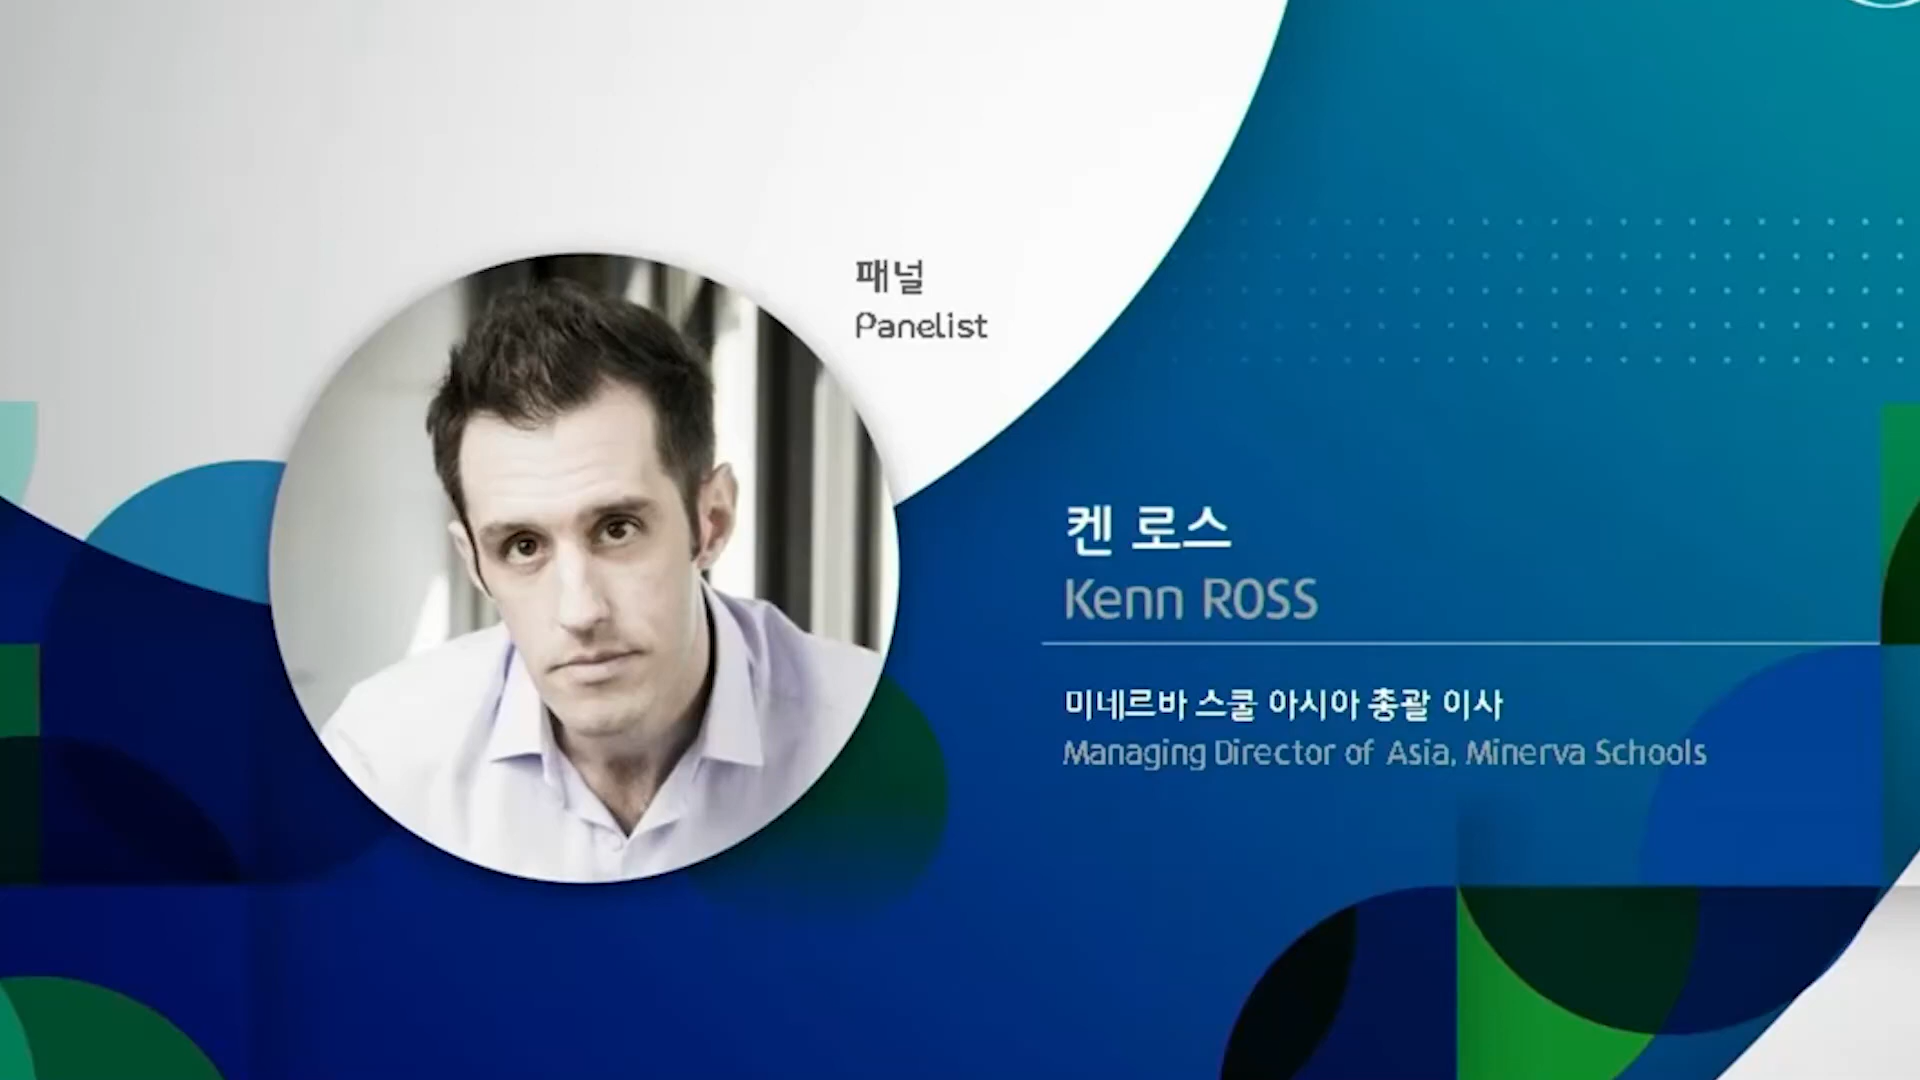 패널
Panelist
켄 로스
Kenn ROSS
미네르바 스쿨 아시아 총괄 이사
Managing Director of Asia, Minerva Schools